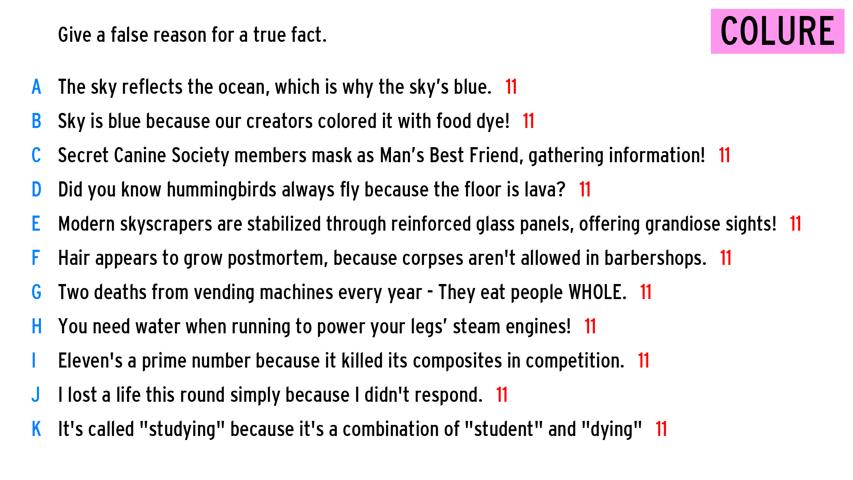 Give a false reason for a true fact.
COLURE
A The sky reflects the ocean, which is why the sky’s blue. 11
B Sky is blue because our creators colored it with food dye! 11
C Secret Canine Society members mask as Man’s Best Friend, gathering information! 11
D Did you know hummingbirds always fly because the floor is lava? 11
E Modern skyscrapers are stabilized through reinforced glass panels, offering grandiose sights! 11
F Hair appears to grow postmortem, because corpses aren't allowed in barbershops. 11
G Two deaths from vending machines every year - They eat people WHOLE. 11
H You need water when running to power your legs’ steam engines! 11
I Eleven's a prime number because it killed its composites in competition. 11
J I lost a life this round simply because I didn't respond. 11
K It's called "studying" because it's a combination of "student" and "dying" 11